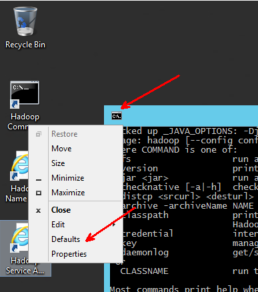 Recycle Bin
Hadoop
Comm
Hadoop
Name
Hadoop
Service A...
Restore
Move
Size
Minimize
Maximize
Close
Edit
Defaults
Properties
cked up _JAVA_OPTIONS: -Dj
age: hadoop [--config conf
ere COMMAND is one of:
fs run a
version print
jar <jar> run a
checknative [-a|-h] check
distcp <srcurl> <desturl>
archive -archiveName NAME
classpath print
Hadoo
credential inter
key manag
daemonlog get/s
or
CLASSNAME run t
Most commands print help whe